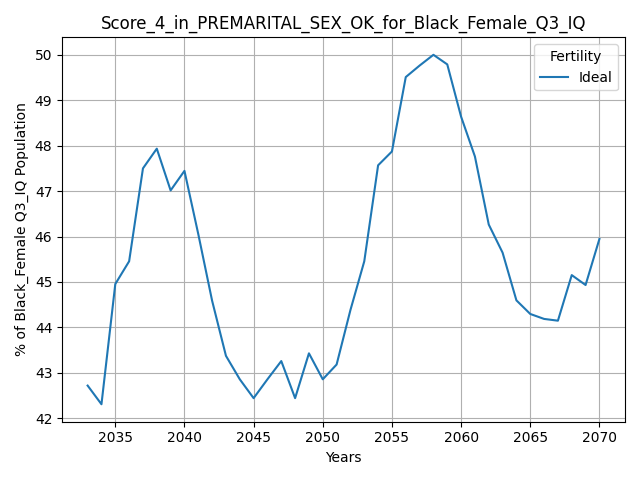 Score_4_in_PREMARITAL_SEX_OK_for_Black_Female_Q3_IQ
Fertility
Ideal
% of Black_Female Q3_IQ Population
50
49
48
47
46
45
44
43
42
2035 2040 2045 2050 2055 2060 2065 2070
Years